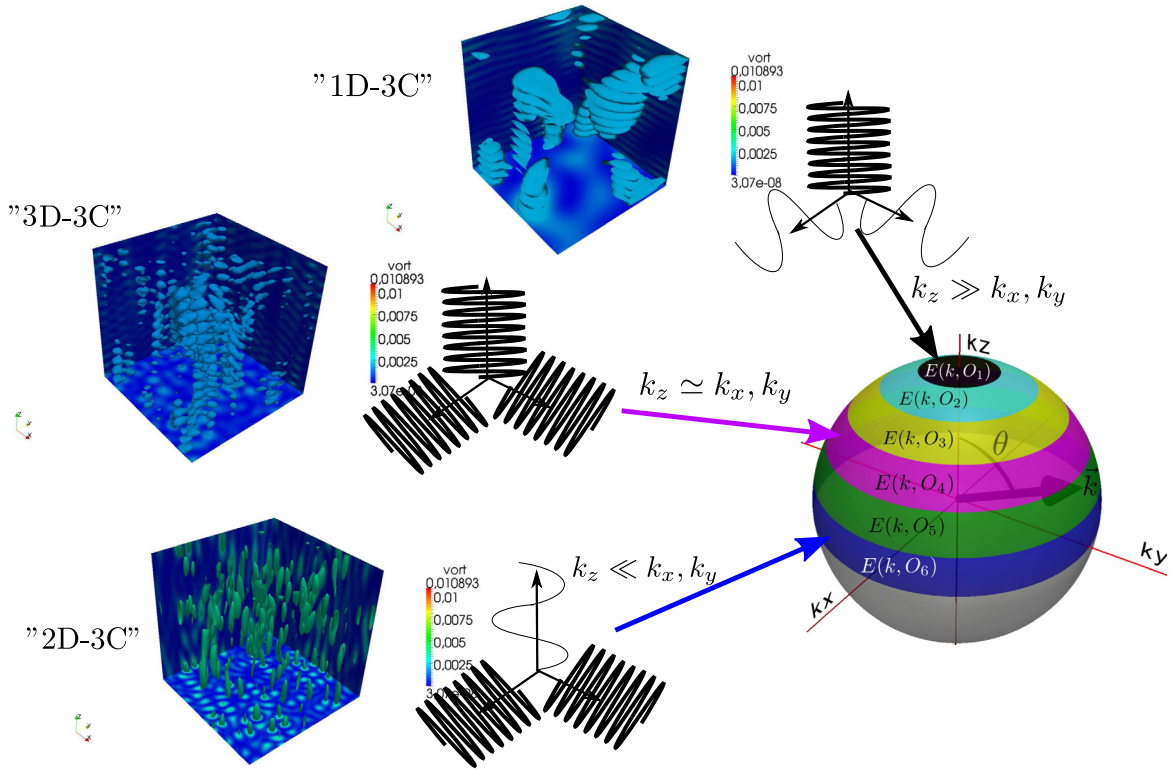 "1D-3C"
vort
0,010893
0,01
0,0075
0,005
0,0025
3,07e-08
k_z ≫ k_x, k_y
"3D-3C"
vort
0,010893
0,01
0,0075
0,005
0,0025
k_z ≃ k_x, k_y
"2D-3C"
vort
0,010893
0,01
0,0075
0,005
0,0025
k_z ≪ k_x, k_y
kz
E(k, O_1)
E(k, O_2)
E(k, O_3)
θ
E(k, O_4)
k⃗
E(k, O_5)
ky
E(k, O_6)
kx